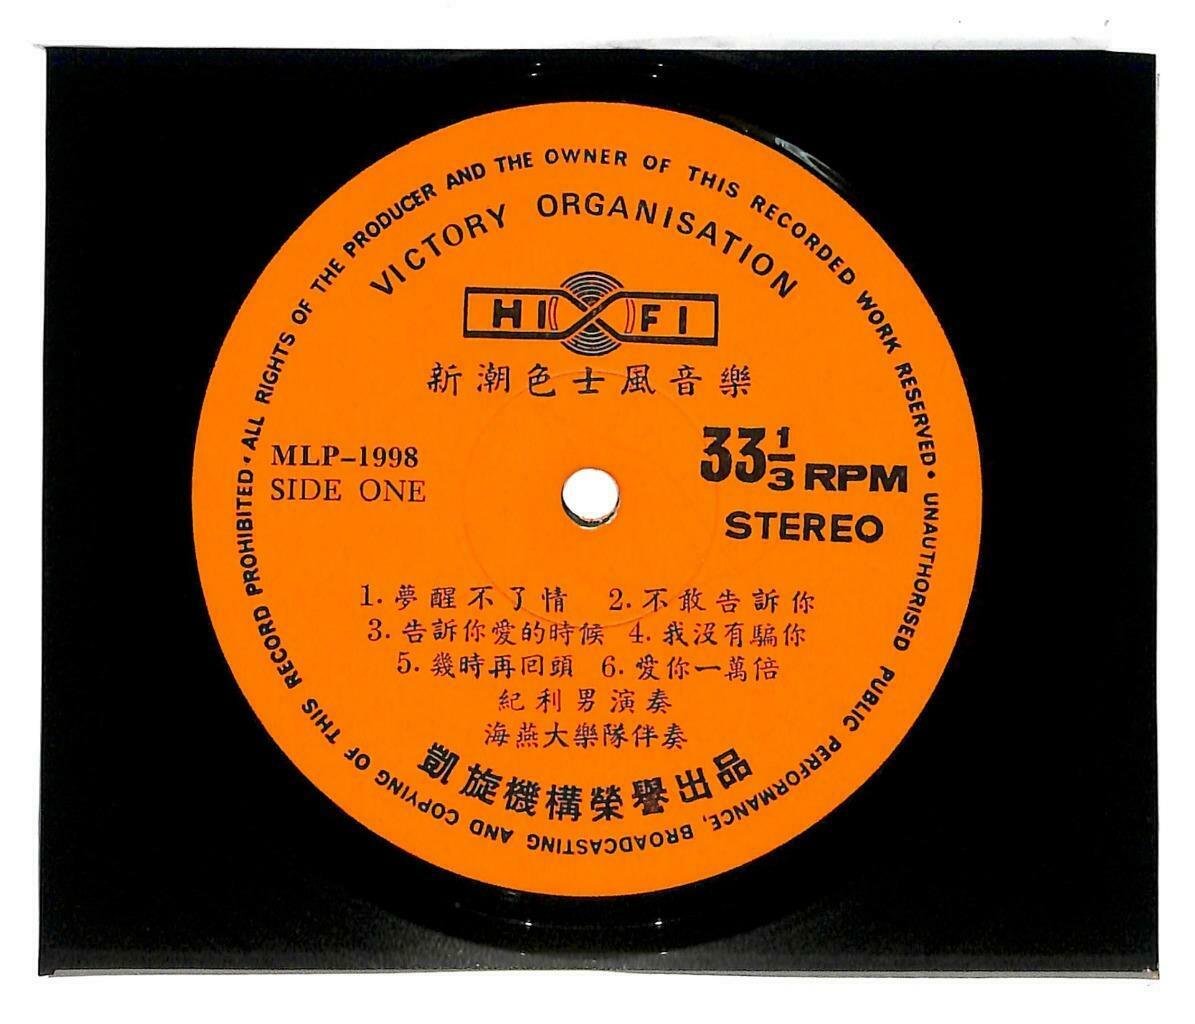 ALL RIGHTS OF THE PRODUCER AND THE OWNER OF THIS RECORDED WORK RESERVED • UNAUTHORISED PUBLIC PERFORMANCE, BROADCASTING AND COPYING OF THIS RECORD PROHIBITED •
VICTORY ORGANISATION
HI FI
新潮色士風音樂
MLP-1998
SIDE ONE
33 1/3 RPM
STEREO
1. 夢醒不了情 2. 不敢告訴你
3. 告訴你愛的時候 4. 我沒有騙你
5. 幾時再回頭 6. 愛你一萬倍
紀利男演奏
海燕大樂隊伴奏
凱旋機構榮譽出品